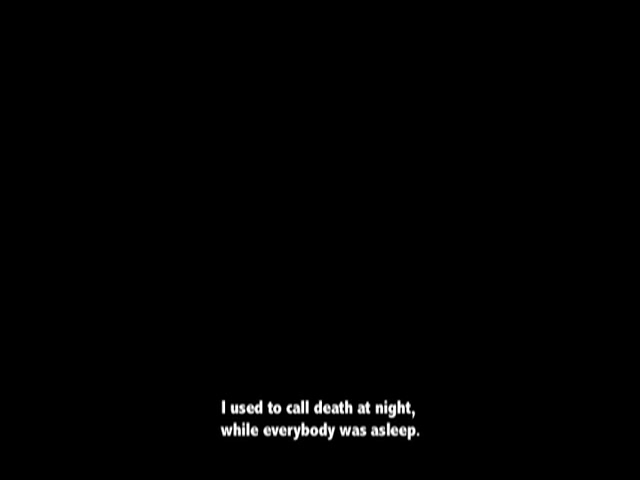 I used to call death at night,
while everybody was asleep.